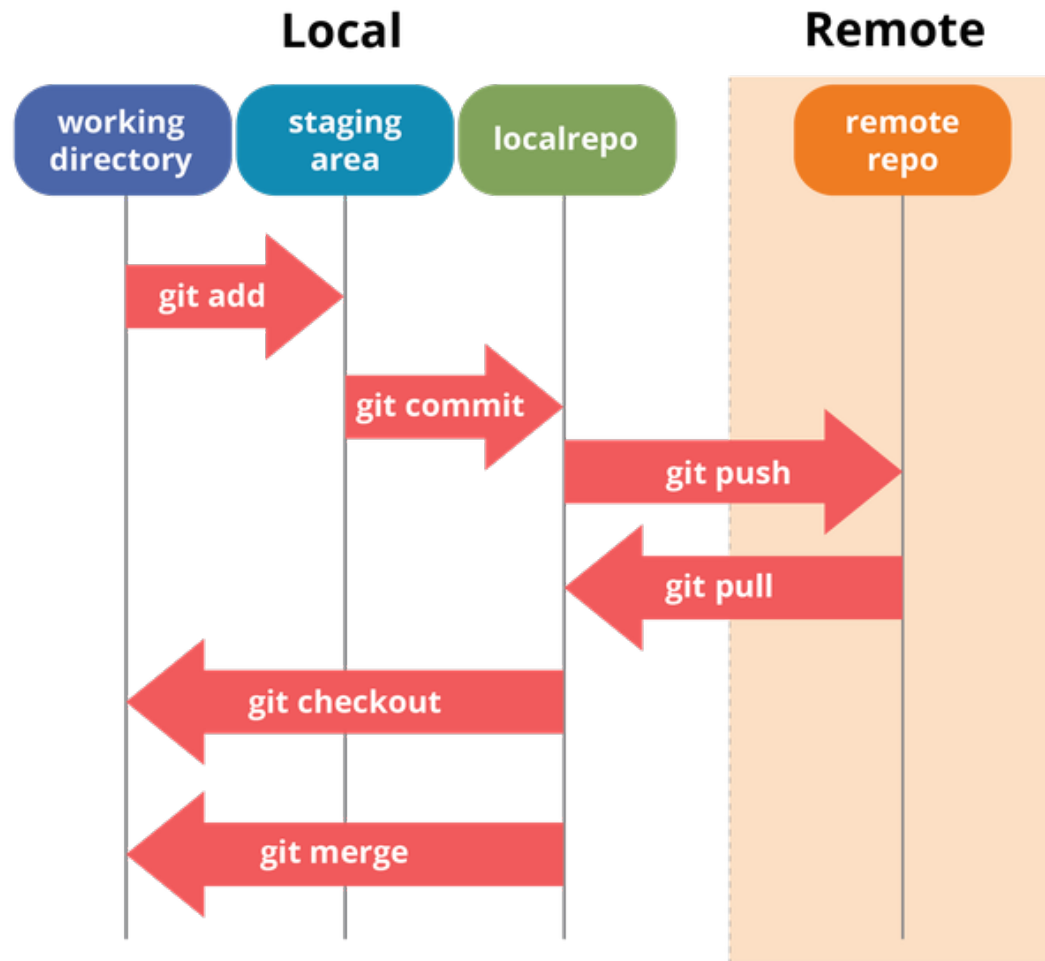 Local
Remote
working
directory
staging
area
localrepo
remote
repo
git add
git commit
git push
git pull
git checkout
git merge